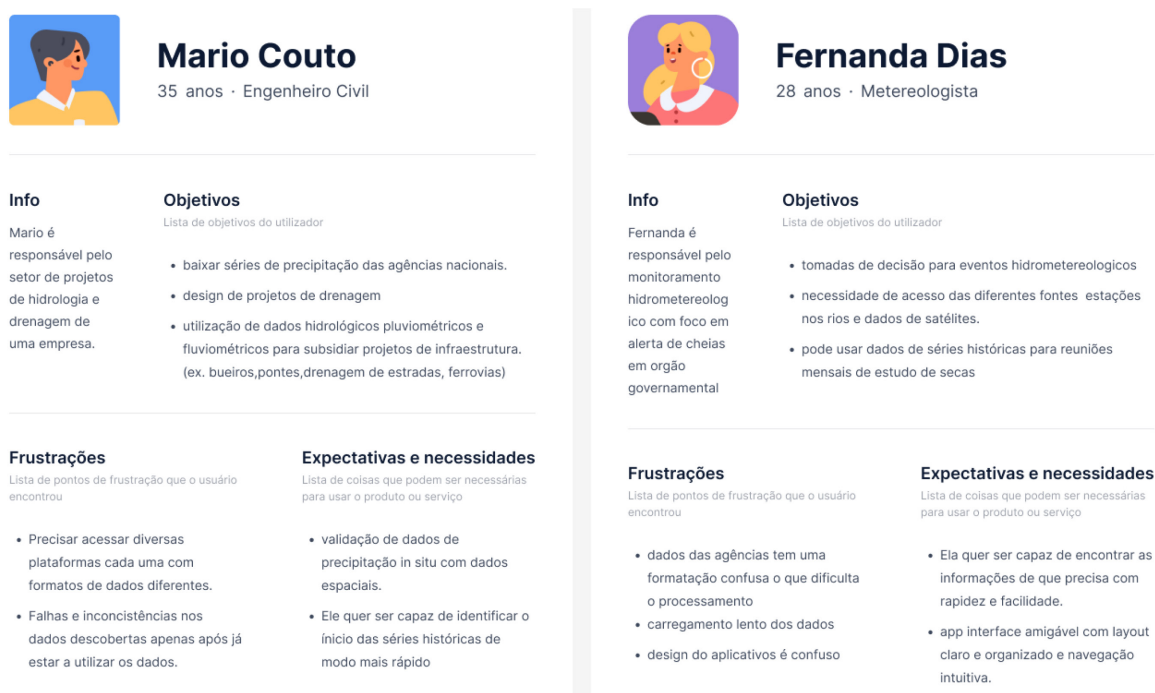 Mario Couto
35 anos · Engenheiro Civil
Info
Mario é
responsável pelo
setor de projetos
de hidrologia e
drenagem de
uma empresa.
Objetivos
Lista de objetivos do utilizador
• baixar séries de precipitação das agências nacionais.
• design de projetos de drenagem
• utilização de dados hidrológicos pluviométricos e
fluviométricos para subsidiar projetos de infraestrutura.
(ex. bueiros,pontes,drenagem de estradas, ferrovias)
Frustrações
Lista de pontos de frustração que o usuário
encontrou
• Precisar acessar diversas
plataformas cada uma com
formatos de dados diferentes.
• Falhas e inconcistências nos
dados descobertas apenas após já
estar a utilizar os dados.
Expectativas e necessidades
Lista de coisas que podem ser necessárias
para usar o produto ou serviço
• validação de dados de
precipitação in situ com dados
espaciais.
• Ele quer ser capaz de identificar o
ínicio das séries históricas de
modo mais rápido
Fernanda Dias
28 anos · Metereologista
Info
Fernanda é
responsável pelo
monitoramento
hidrometereolog
ico com foco em
alerta de cheias
em orgão
governamental
Objetivos
Lista de objetivos do utilizador
• tomadas de decisão para eventos hidrometereologicos
• necessidade de acesso das diferentes fontes estações
nos rios e dados de satélites.
• pode usar dados de séries históricas para reuniões
mensais de estudo de secas
Frustrações
Lista de pontos de frustração que o usuário
encontrou
• dados das agências tem uma
formatação confusa o que dificulta
o processamento
• carregamento lento dos dados
• design do aplicativos é confuso
Expectativas e necessidades
Lista de coisas que podem ser necessárias
para usar o produto ou serviço
• Ela quer ser capaz de encontrar as
informações de que precisa com
rapidez e facilidade.
• app interface amigável com layout
claro e organizado e navegação
intuitiva.